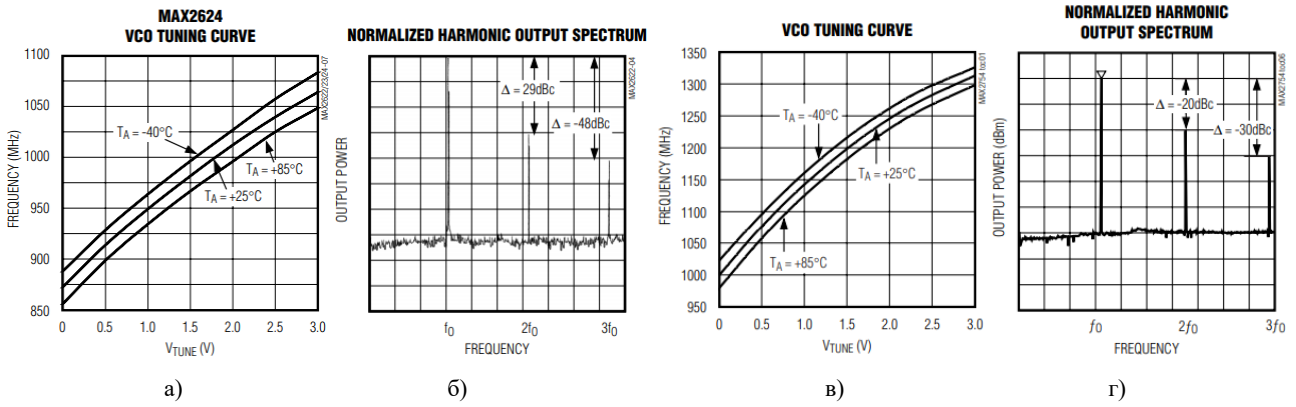 MAX2624
VCO TUNING CURVE
1100
1050
1000
950
900
850
FREQUENCY (MHz)
TA = -40°C
TA = +85°C
TA = +25°C
MAX2622/23/24-07
0
0.5
1.0
1.5
2.0
2.5
3.0
VTUNE (V)
а)
NORMALIZED HARMONIC OUTPUT SPECTRUM
OUTPUT POWER
Δ = 29dBc
Δ = -48dBc
MAX2622-04
f0
2f0
3f0
FREQUENCY
б)
VCO TUNING CURVE
1350
1300
1250
1200
1150
1100
1050
1000
950
FREQUENCY (MHz)
TA = -40°C
TA = +25°C
TA = +85°C
MAX2754 toc01
0
0.5
1.0
1.5
2.0
2.5
3.0
VTUNE (V)
в)
NORMALIZED HARMONIC
OUTPUT SPECTRUM
OUTPUT POWER (dBm)
Δ = -20dBc
Δ = -30dBc
MAX2754 toc06
f0
2f0
3f0
FREQUENCY
г)